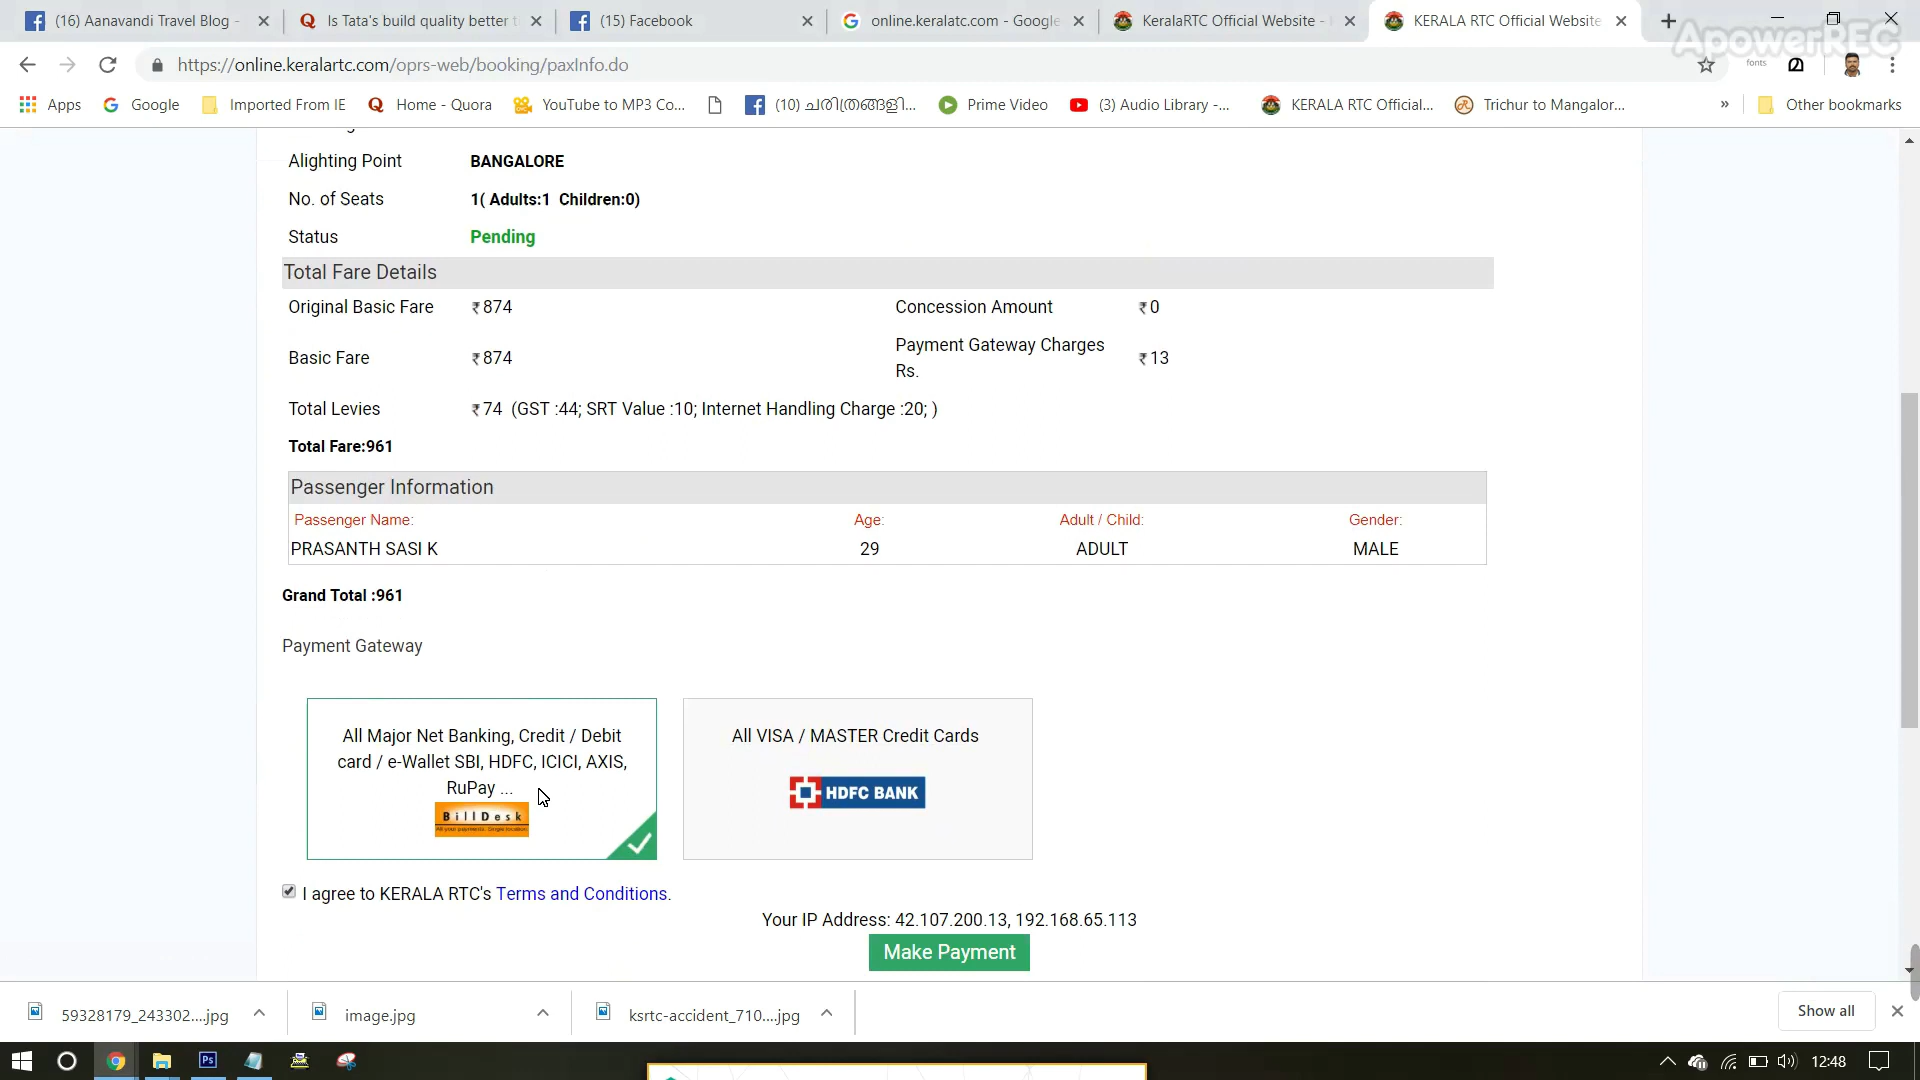 (16) Aanavandi Travel Blog -
Is Tata's build quality better t
(15) Facebook
online.keralatc.com - Google
KeralaRTC Official Website -
KERALA RTC Official Website
ApowerREC
https://online.keralartc.com/oprs-web/booking/paxInfo.do
fonts
Apps
Google
Imported From IE
Home - Quora
YouTube to MP3 Co...
(10) ചരിത്രങ്ങളി...
Prime Video
(3) Audio Library -...
KERALA RTC Official...
Trichur to Mangalor...
»
Other bookmarks
Alighting Point BANGALORE
No. of Seats 1( Adults:1 Children:0)
Status Pending
Total Fare Details
Original Basic Fare ₹ 874 Concession Amount ₹ 0
Basic Fare ₹ 874 Payment Gateway Charges Rs. ₹ 13
Total Levies ₹ 74 (GST :44; SRT Value :10; Internet Handling Charge :20; )
Total Fare:961
Passenger Information
Passenger Name: Age: Adult / Child: Gender:
PRASANTH SASI K 29 ADULT MALE
Grand Total :961
Payment Gateway
All Major Net Banking, Credit / Debit
card / e-Wallet SBI, HDFC, ICICI, AXIS,
RuPay ...
BillDesk
All your payments. Single location.
All VISA / MASTER Credit Cards
HDFC BANK
I agree to KERALA RTC's Terms and Conditions.
Your IP Address: 42.107.200.13, 192.168.65.113
Make Payment
59328179_243302....jpg
image.jpg
ksrtc-accident_710....jpg
Show all
Ps
12:48